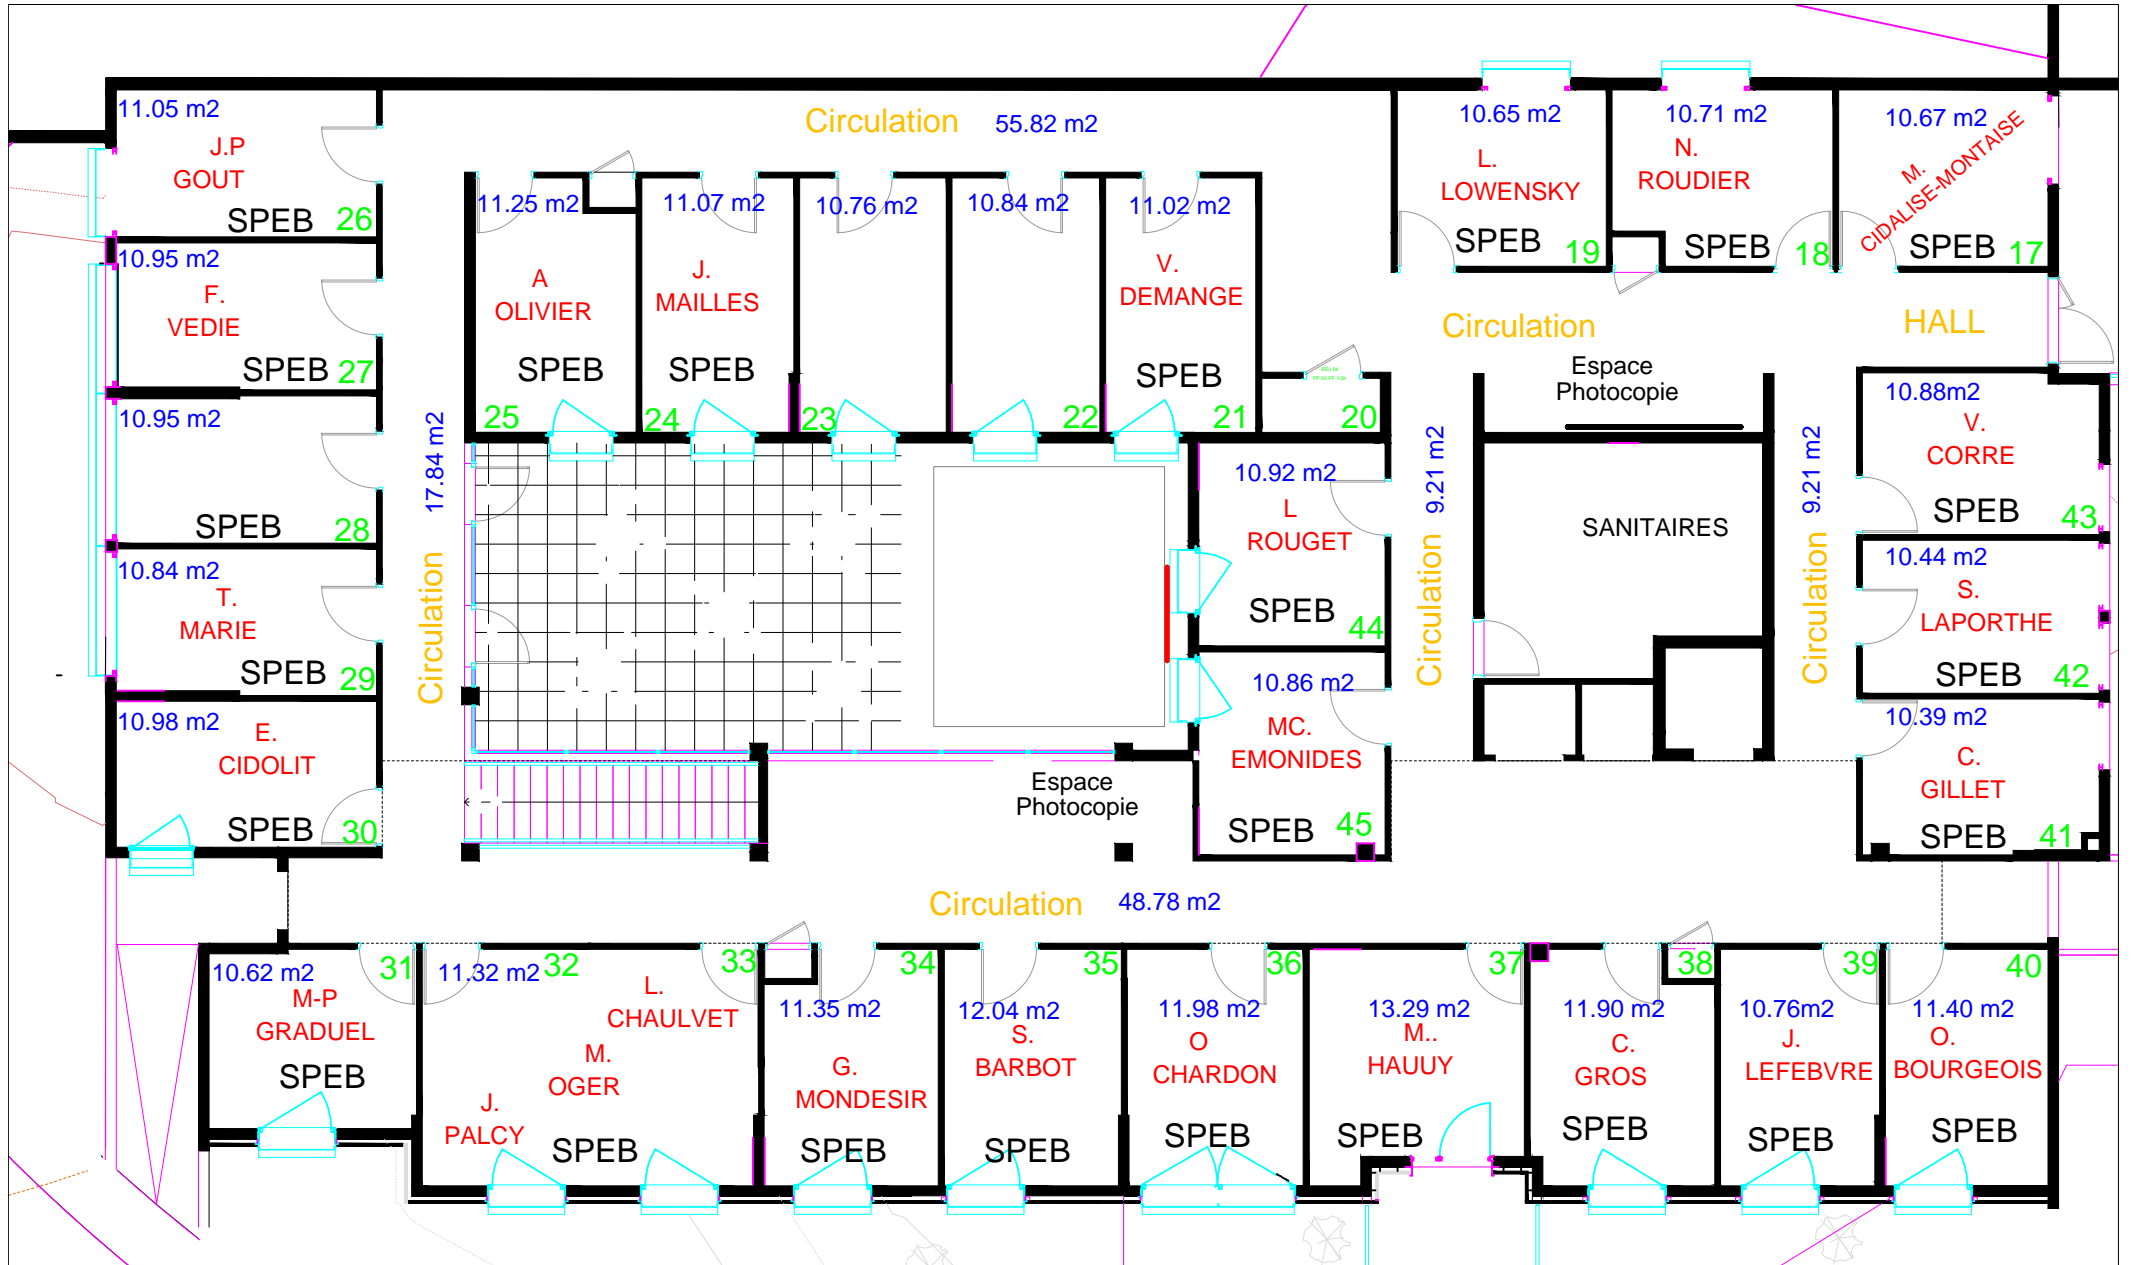 11.05 m2
J.P
GOUT
SPEB
26
10.95 m2
F.
VEDIE
SPEB
27
10.95 m2
SPEB
28
10.84 m2
T.
MARIE
SPEB
29
10.98 m2
E.
CIDOLIT
SPEB
30
Circulation 55.82 m2
17.84 m2
Circulation
11.25 m2
A
OLIVIER
SPEB
25
11.07 m2
J.
MAILLES
SPEB
24
10.76 m2
23
10.84 m2
22
11.02 m2
V.
DEMANGE
SPEB
21
20
10.65 m2
L.
LOWENSKY
SPEB
19
10.71 m2
N.
ROUDIER
SPEB
18
10.67 m2
M.
CIDALISE-MONTAISE
SPEB
17
Circulation
HALL
Espace
Photocopie
10.92 m2
L
ROUGET
SPEB
44
10.86 m2
MC.
EMONIDES
SPEB
45
9.21 m2
Circulation
SANITAIRES
9.21 m2
Circulation
10.88m2
V.
CORRE
SPEB
43
10.44 m2
S.
LAPORTHE
SPEB
42
10.39 m2
C.
GILLET
SPEB
41
Espace
Photocopie
Circulation 48.78 m2
10.62 m2
31
M-P
GRADUEL
SPEB
11.32 m2
32
33
L.
CHAULVET
M.
OGER
J.
PALCY
SPEB
34
11.35 m2
G.
MONDESIR
SPEB
35
12.04 m2
S.
BARBOT
SPEB
36
11.98 m2
O
CHARDON
SPEB
37
13.29 m2
M..
HAUUY
SPEB
38
11.90 m2
C.
GROS
SPEB
39
10.76m2
J.
LEFEBVRE
SPEB
40
11.40 m2
O.
BOURGEOIS
SPEB